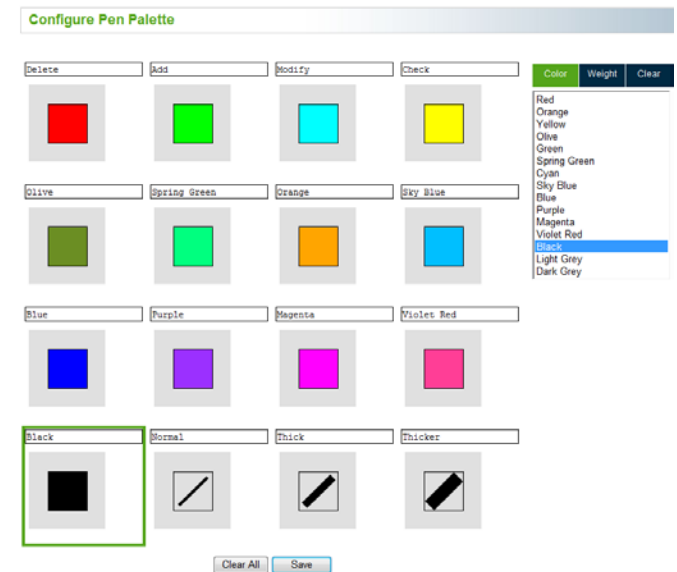 Configure Pen Palette
Delete Add Modify Check
Color Weight Clear
Red
Orange
Yellow
Olive
Green
Spring Green
Cyan
Sky Blue
Blue
Purple
Magenta
Violet Red
Black
Light Grey
Dark Grey
Olive Spring Green Orange Sky Blue
Blue Purple Magenta Violet Red
Black Normal Thick Thicker
Clear All Save